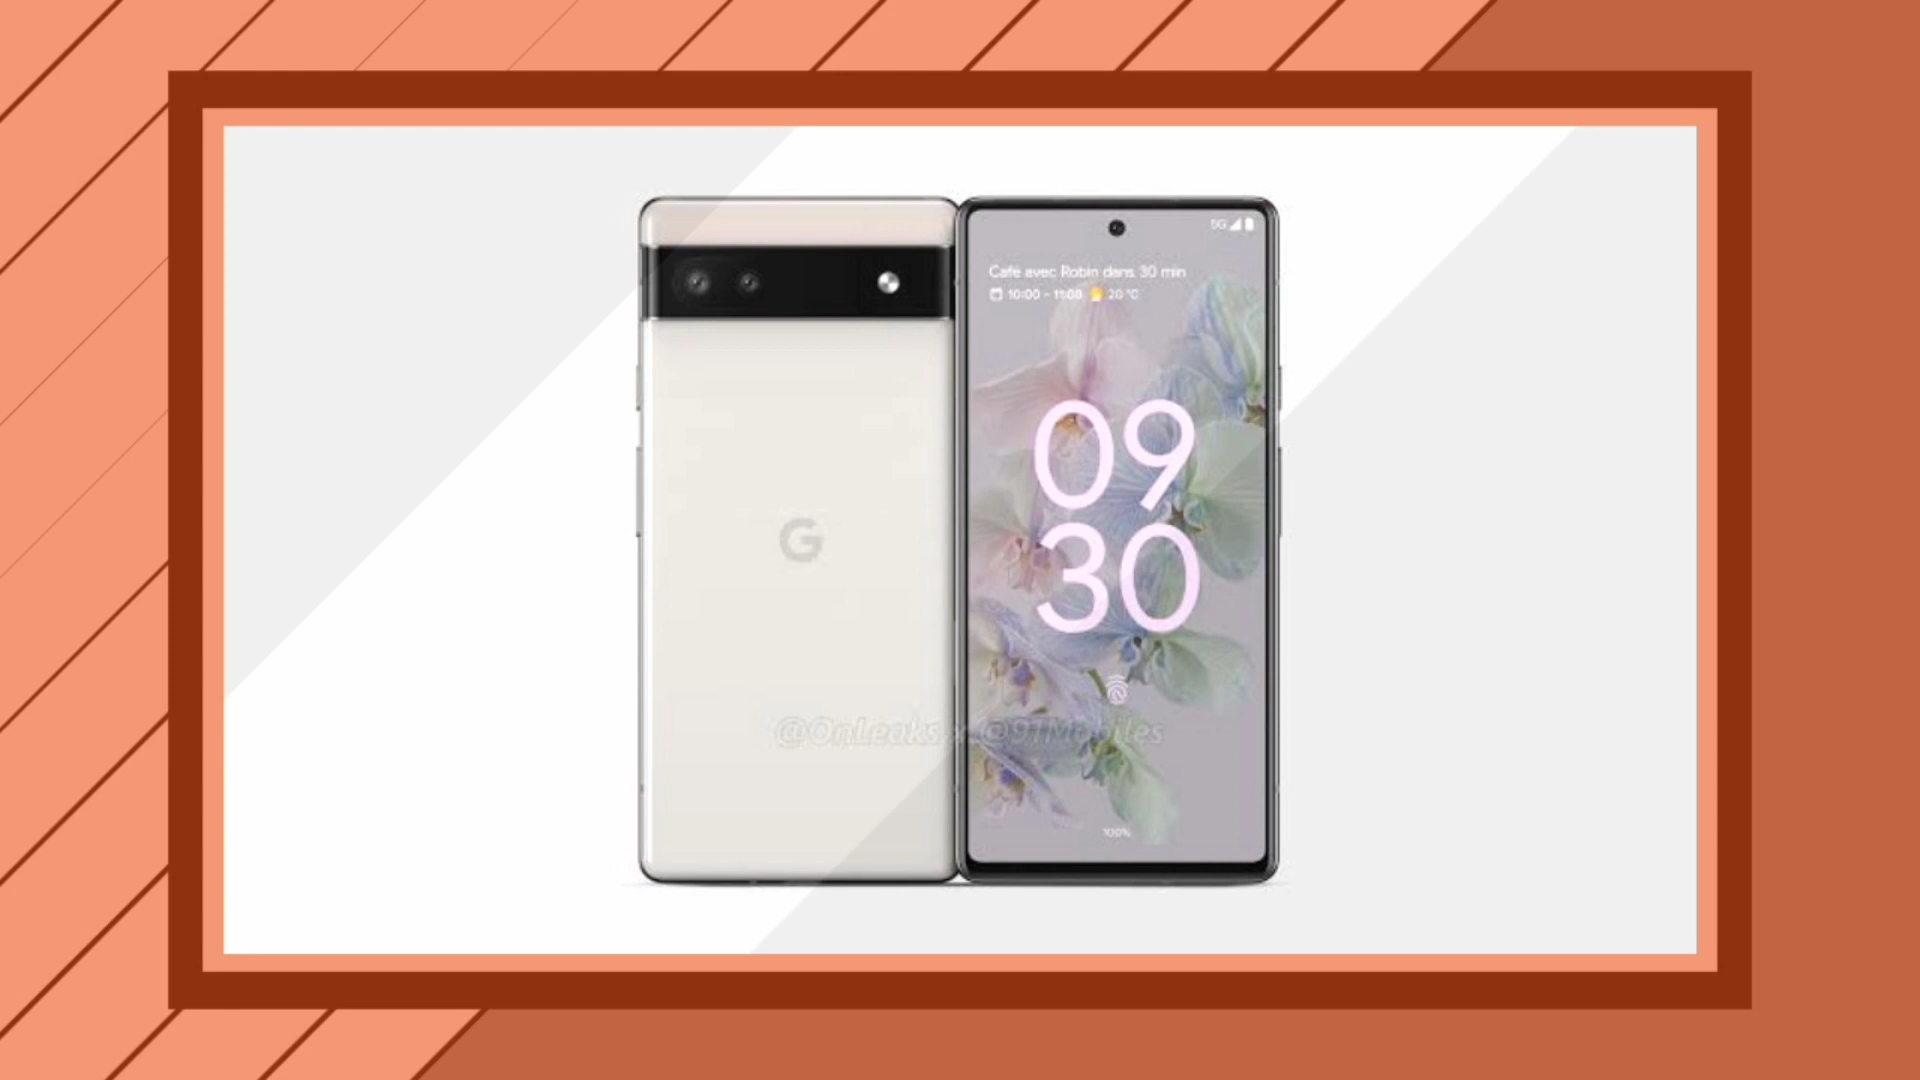 5G
Café avec Robin dans 30 min
10:00 - 11:00 20 °C
09
30
G
@OnLeaks x @91Mobiles
100%